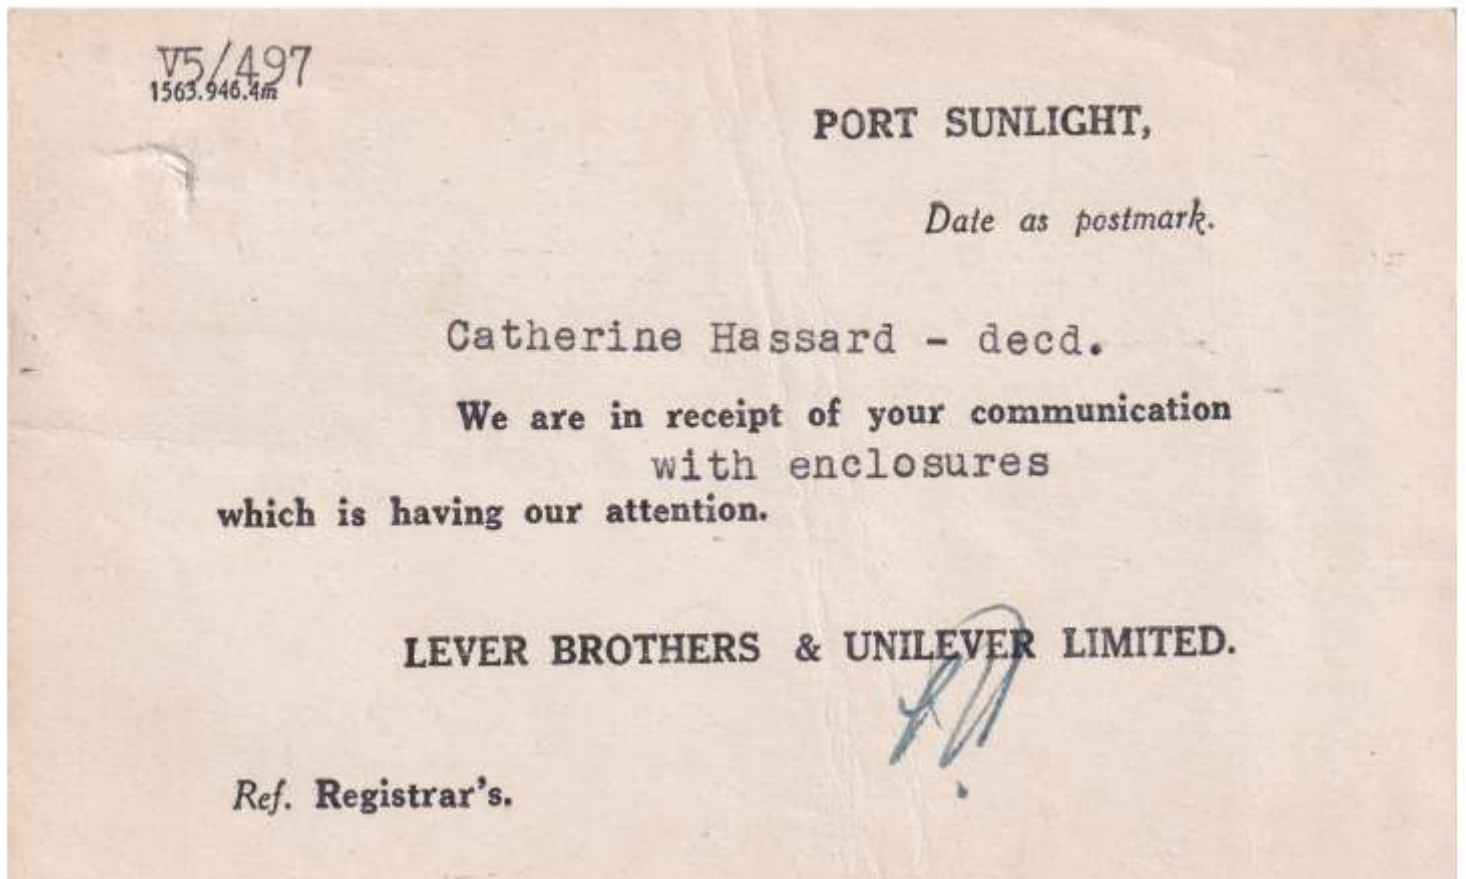 V5/497
1563.946.4m
PORT SUNLIGHT,
Date as postmark.
Catherine Hassard - decd.
We are in receipt of your communication
with enclosures
which is having our attention.
LEVER BROTHERS & UNILEVER LIMITED.
Ref. Registrar's.